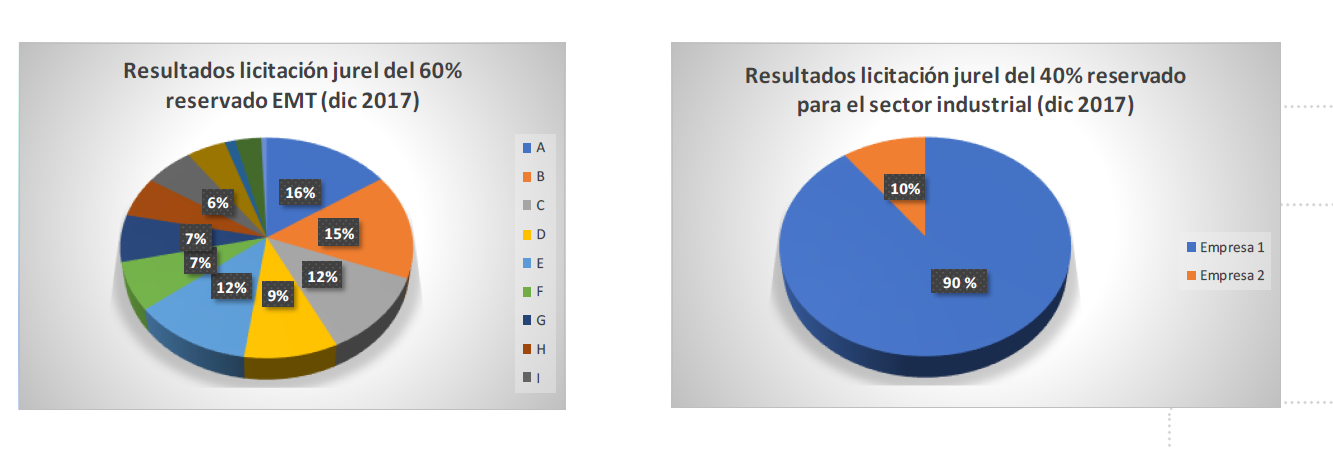 Resultados licitación jurel del 60%
reservado EMT (dic 2017)
16%
15%
12%
9%
12%
7%
7%
6%
A
B
C
D
E
F
G
H
I
Resultados licitación jurel del 40% reservado
para el sector industrial (dic 2017)
10%
90 %
Empresa 1
Empresa 2